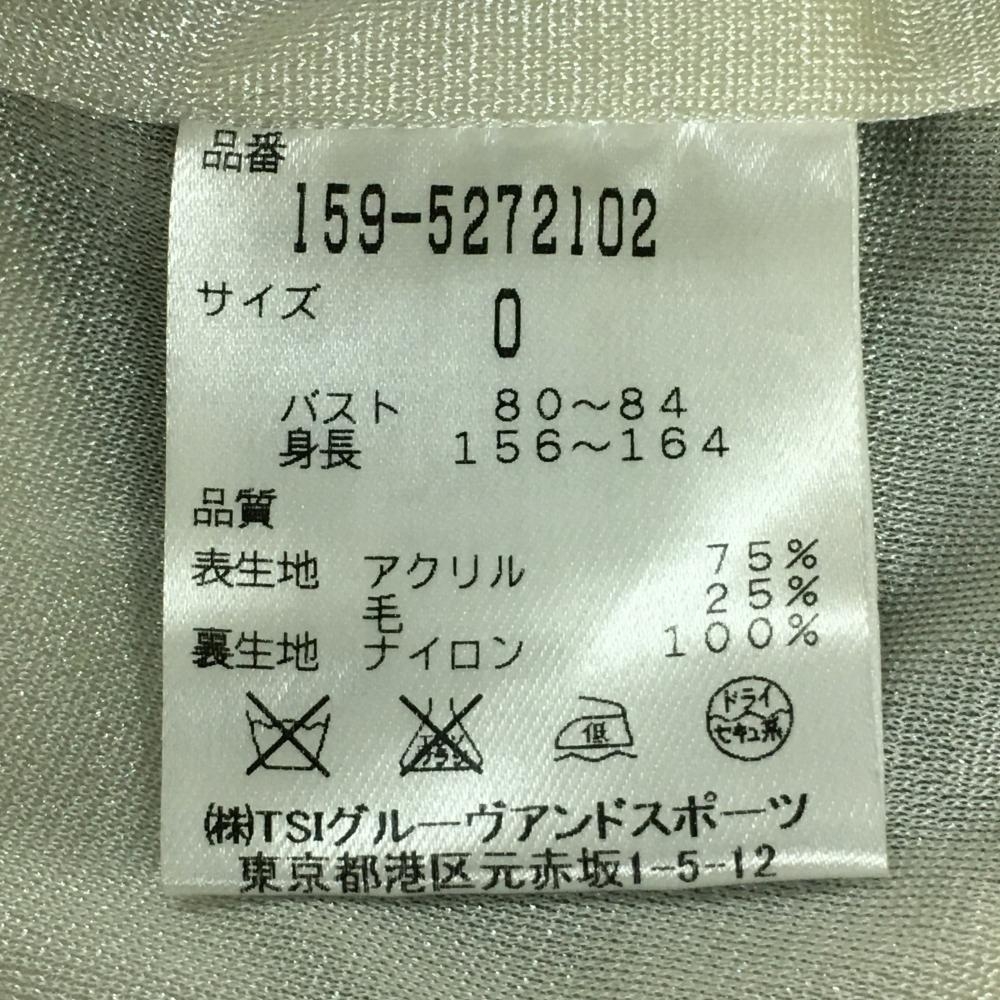 品番
159-5272102
サイズ 0
バスト 80～84
身長 156～164
品質
表生地 アクリル 75%
毛 25%
裏生地 ナイロン 100%
低 ドライ
セキユ系
㈱TSIグルーヴアンドスポーツ
東京都港区元赤坂1-5-12